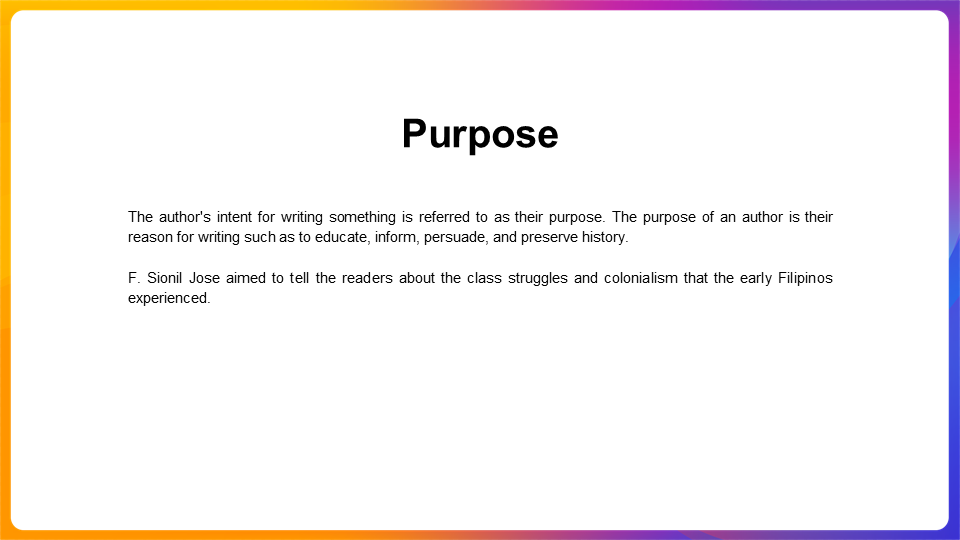 Purpose
The author's intent for writing something is referred to as their purpose. The purpose of an author is their
reason for writing such as to educate, inform, persuade, and preserve history.
F. Sionil Jose aimed to tell the readers about the class struggles and colonialism that the early Filipinos
experienced.